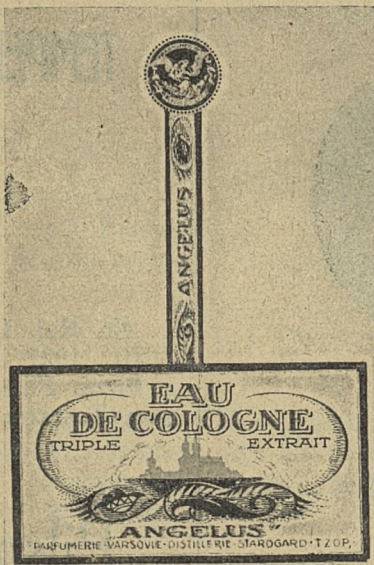 ANGELUS
EAU
DE COLOGNE
TRIPLE EXTRAIT
ANGELUS"
PARFUMERIE·VARSOVIE·DISTILLERIE·STAROGARD·T.Z.O.P.